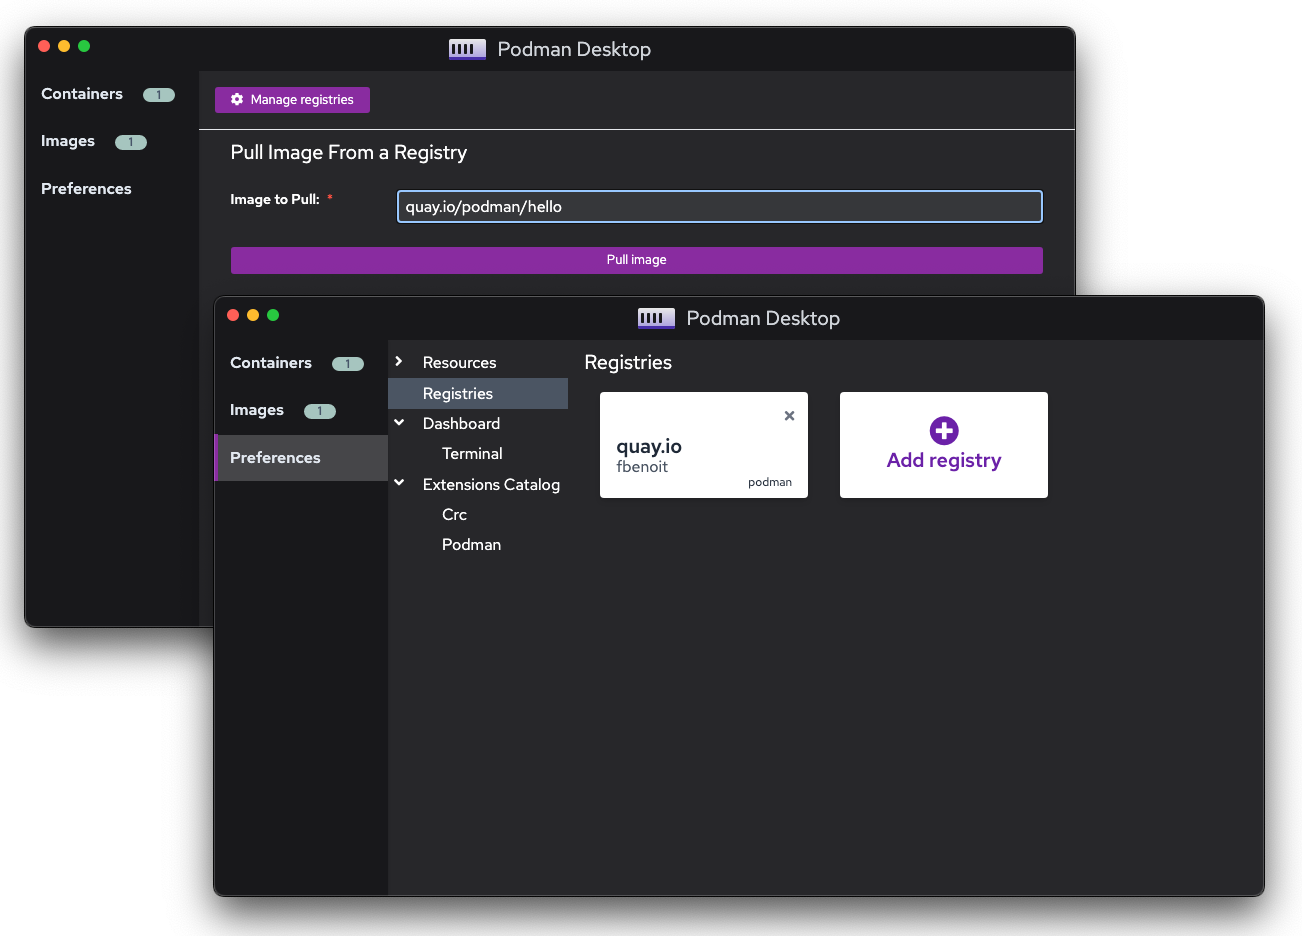 Podman Desktop
Containers 1
Images 1
Preferences
Manage registries
Pull Image From a Registry
Image to Pull: *
quay.io/podman/hello
Pull image
Podman Desktop
Containers 1
Images 1
Preferences
Resources
Registries
Dashboard
Terminal
Extensions Catalog
Crc
Podman
Registries
quay.io
fbenoit
podman
Add registry